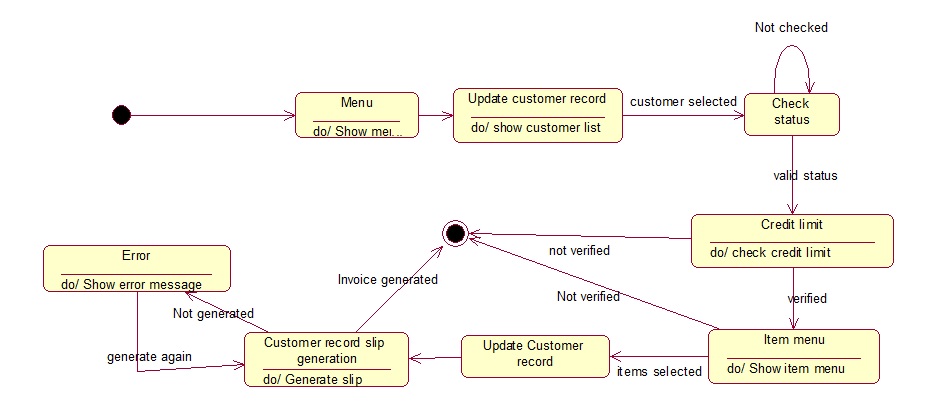 Not checked
Menu
do/ Show mei...
Update customer record
do/ show customer list
customer selected
Check
status
valid status
Credit limit
do/ check credit limit
not verified
verified
Error
do/ Show error message
Invoice generated
Not verified
Not generated
generate again
Customer record slip
generation
do/ Generate slip
Update Customer
record
items selected
Item menu
do/ Show item menu